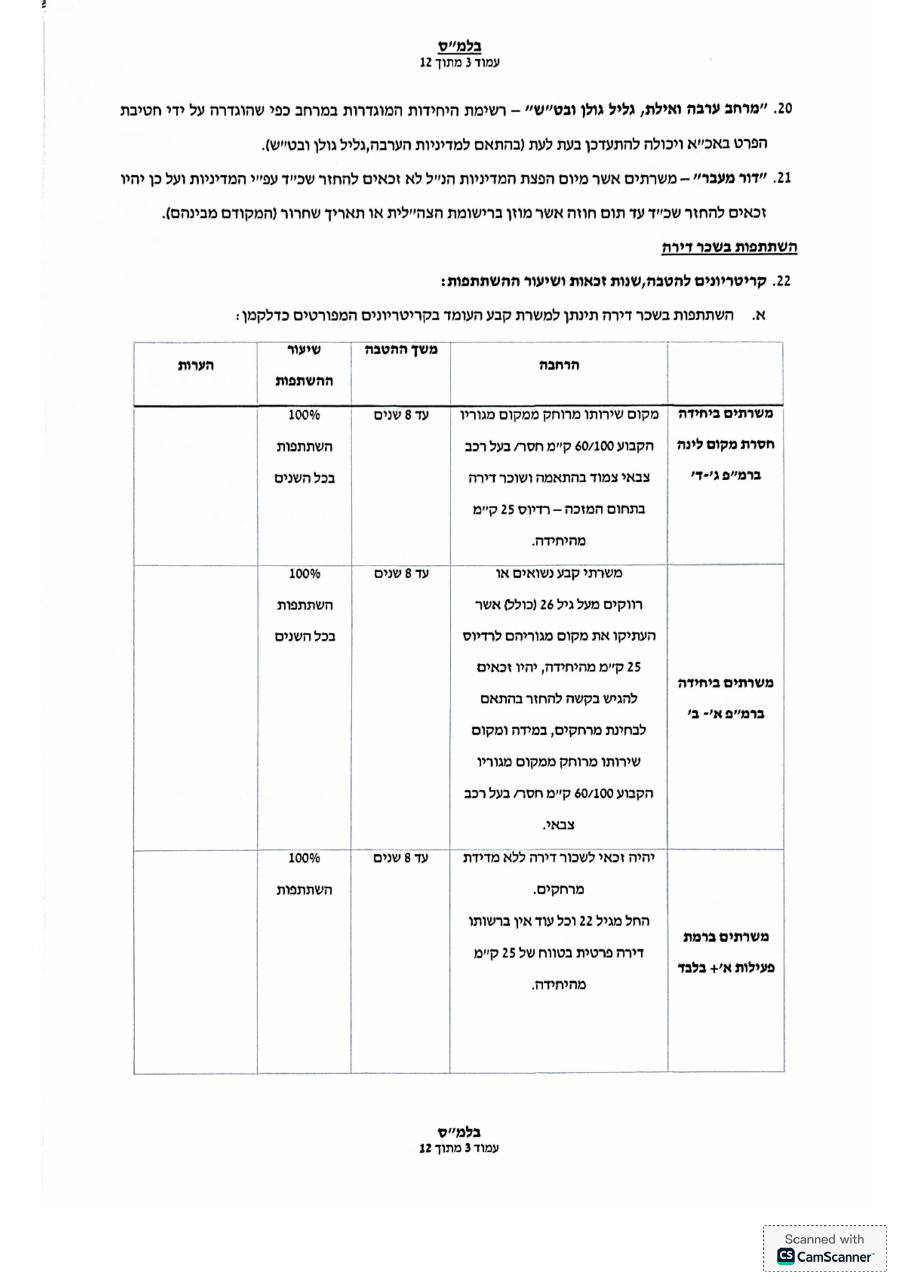 בלמ״ס
עמוד 3 מתוך 12
20. ״מרחב ערבה ואילת, גליל גולן ובט״ש״ – רשימת היחידות המוגדרות במרחב כפי שהוגדרה על ידי חטיבת
הפרט באכ״א ויכולה להתעדכן בעת לעת (בהתאם למדיניות הערבה,גליל גולן ובט״ש).
21. ״דור מעבר״ – משרתים אשר מיום הפצת המדיניות הנ״ל לא זכאים להחזר שכ״ד עפ״י המדיניות ועל כן יהיו
זכאים להחזר שכ״ד עד תום חוזה אשר מוזן ברישומת הצה״לית או תאריך שחרור (המקודם מבינהם).
השתתפות בשכר דירה
22. קריטריונים להטבה,שנות זכאות ושיעור ההשתתפות:
א. השתתפות בשכר דירה תינתן למשרת קבע העומד בקריטריונים המפורטים כדלקמן:
הרחבה
משך ההטבה
שיעור
ההשתפות
הערות
משרתים ביחידה
חסרת מקום לינה
ברמ״פ ג׳-ד׳
מקום שירותו מרוחק ממקום מגוריו
הקבוע 60/100 ק״מ חסר/ בעל רכב
צבאי צמוד בהתאמה ושוכר דירה
בתחום המזכה – רדיוס 25 ק״מ
מהיחידה.
עד 8 שנים
100%
השתתפות
בכל השנים
משרתים ביחידה
ברמ״פ א׳- ב׳
משרתי קבע נשואים או
רווקים מעל גיל 26 (כולל) אשר
העתיקו את מקום מגוריהם לרדיוס
25 ק״מ מהיחידה, יהיו זכאים
להגיש בקשה להחזר בהתאם
לבחינת מרחקים, במידה ומקום
שירותו מרוחק ממקום מגוריו
הקבוע 60/100 ק״מ חסר/ בעל רכב
צבאי.
עד 8 שנים
100%
השתתפות
בכל השנים
משרתים ברמת
פעילות א׳+ בלבד
יהיה זכאי לשכור דירה ללא מדידת
מרחקים.
החל מגיל 22 וכל עוד אין ברשותו
דירה פרטית בטווח של 25 ק״מ
מהיחידה.
עד 8 שנים
100%
השתתפות
בלמ״ס
עמוד 3 מתוך 12
Scanned with
CS CamScanner